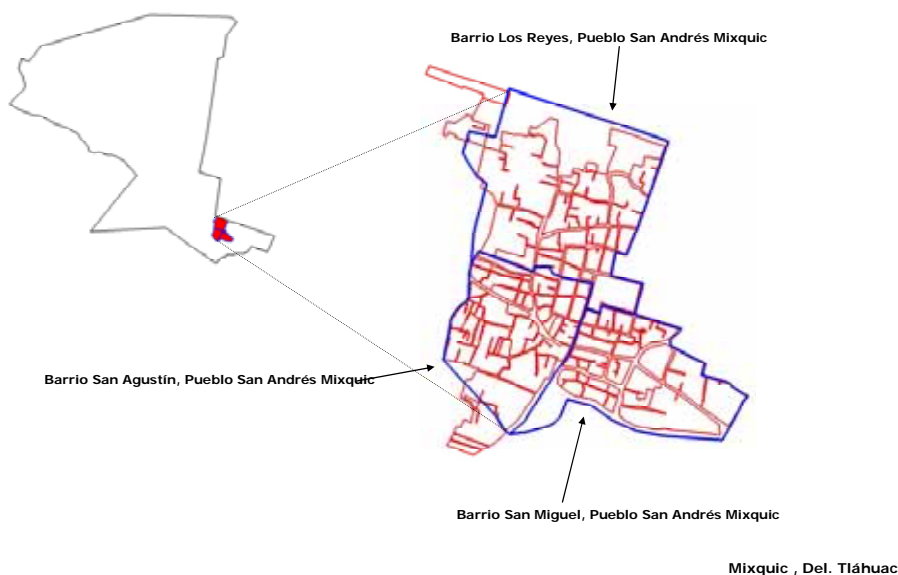 Barrio Los Reyes, Pueblo San Andrés Mixquic
Barrio San Agustín, Pueblo San Andrés Mixquic
Barrio San Miguel, Pueblo San Andrés Mixquic
Mixquic , Del. Tláhuac